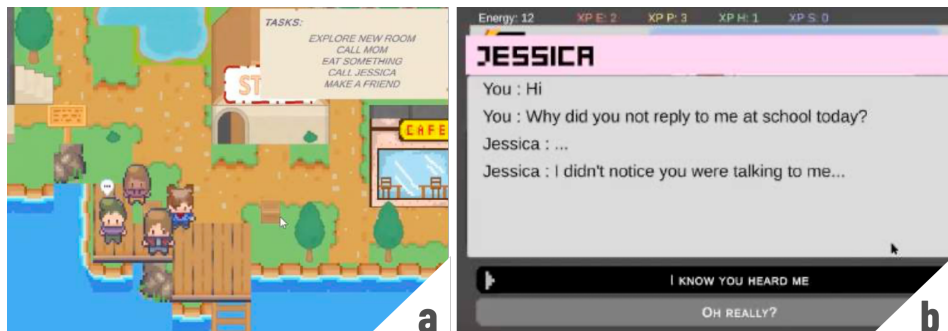 TASKS:
EXPLORE NEW ROOM
CALL MOM
EAT SOMETHING
CALL JESSICA
MAKE A FRIEND
ST
CAFE
a
Energy: 12 XP E: 2 XP P: 3 XP H: 1 XP S: 0
JESSICA
You : Hi
You : Why did you not reply to me at school today?
Jessica : ...
Jessica : I didn't notice you were talking to me...
I KNOW YOU HEARD ME
OH REALLY?
b